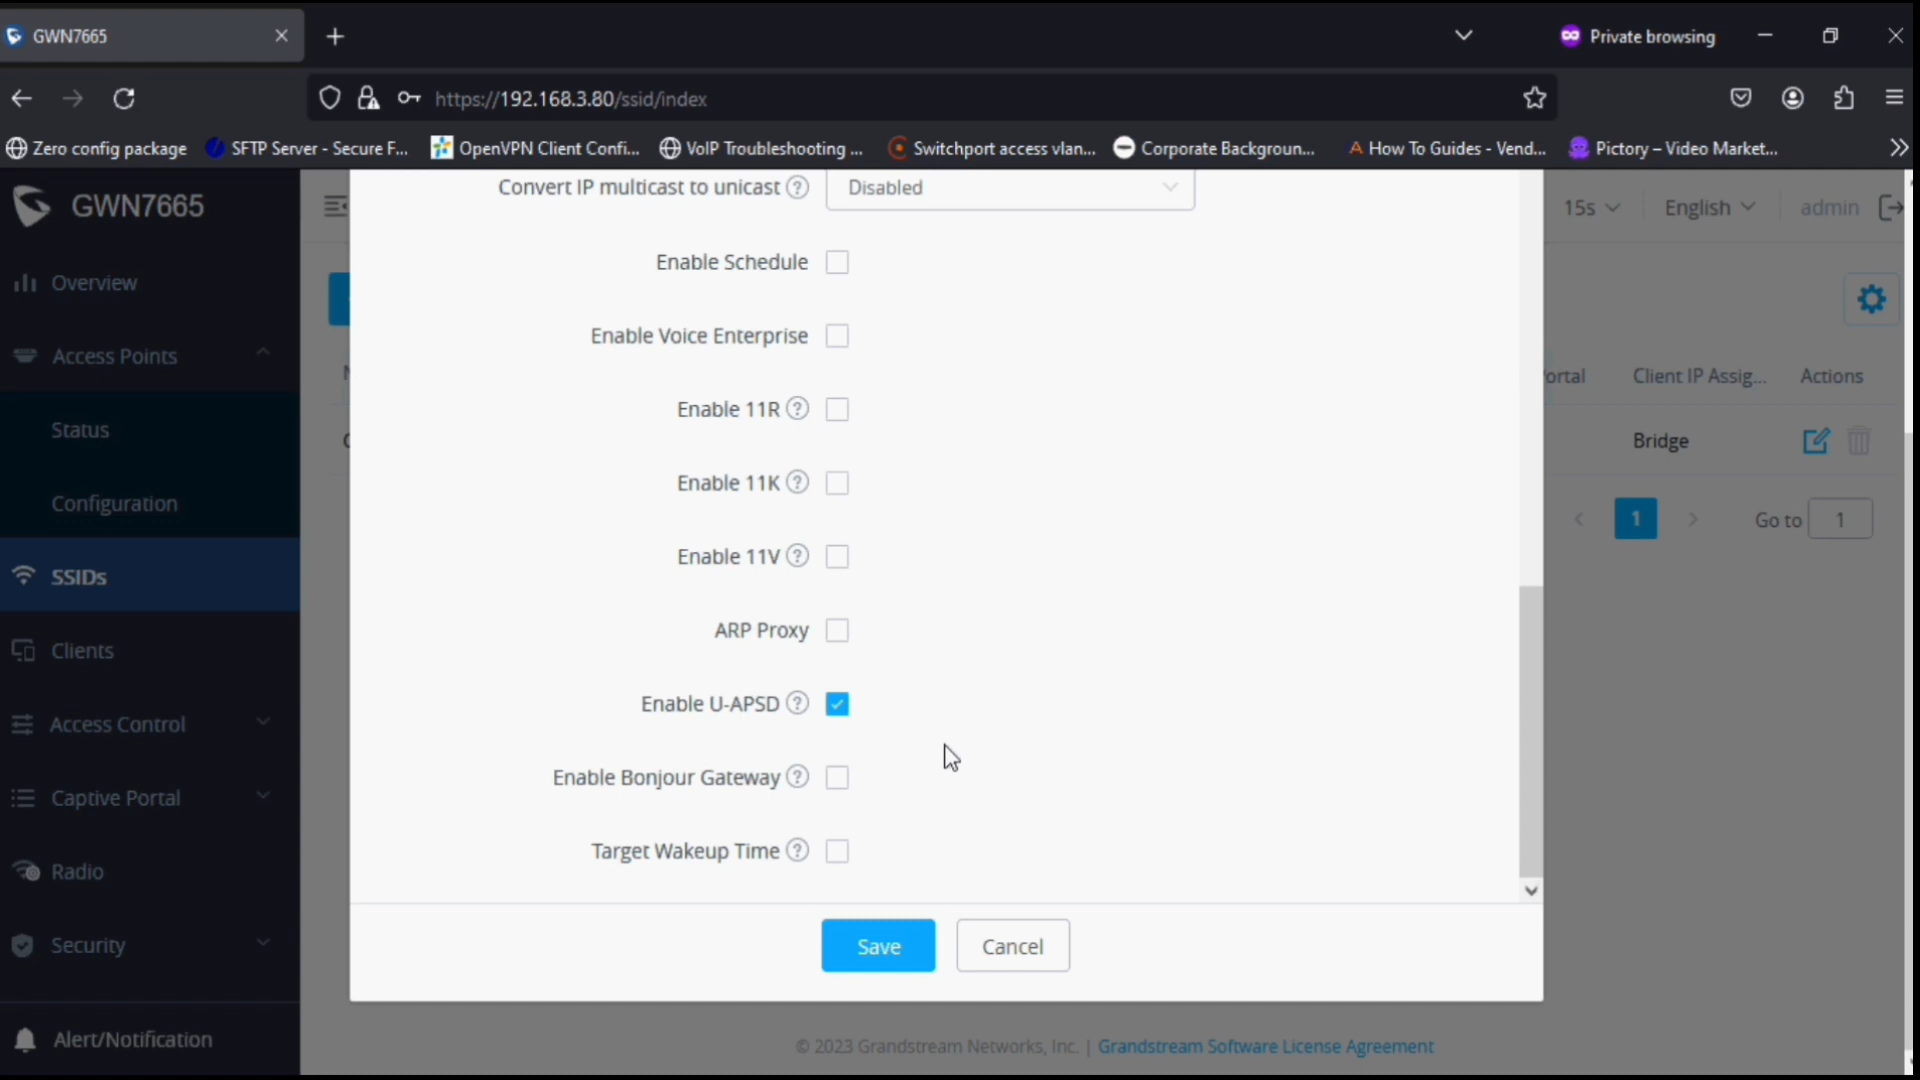 GWN7665
Private browsing
https://192.168.3.80/ssid/index
Zero config package
SFTP Server - Secure F...
OpenVPN Client Confi...
VoIP Troubleshooting ...
Switchport access vlan...
Corporate Backgroun...
How To Guides - Vend...
Pictory – Video Market...
GWN7665
Convert IP multicast to unicast ? Disabled
15s
English
admin
Overview
Enable Schedule
Access Points
Enable Voice Enterprise
ortal
Client IP Assig...
Actions
Status
Enable 11R ?
Bridge
Configuration
Enable 11K ?
1
Go to 1
SSIDs
Enable 11V ?
Clients
ARP Proxy
Access Control
Enable U-APSD ?
Captive Portal
Enable Bonjour Gateway ?
Radio
Target Wakeup Time ?
Security
Save
Cancel
Alert/Notification
© 2023 Grandstream Networks, Inc. | Grandstream Software License Agreement